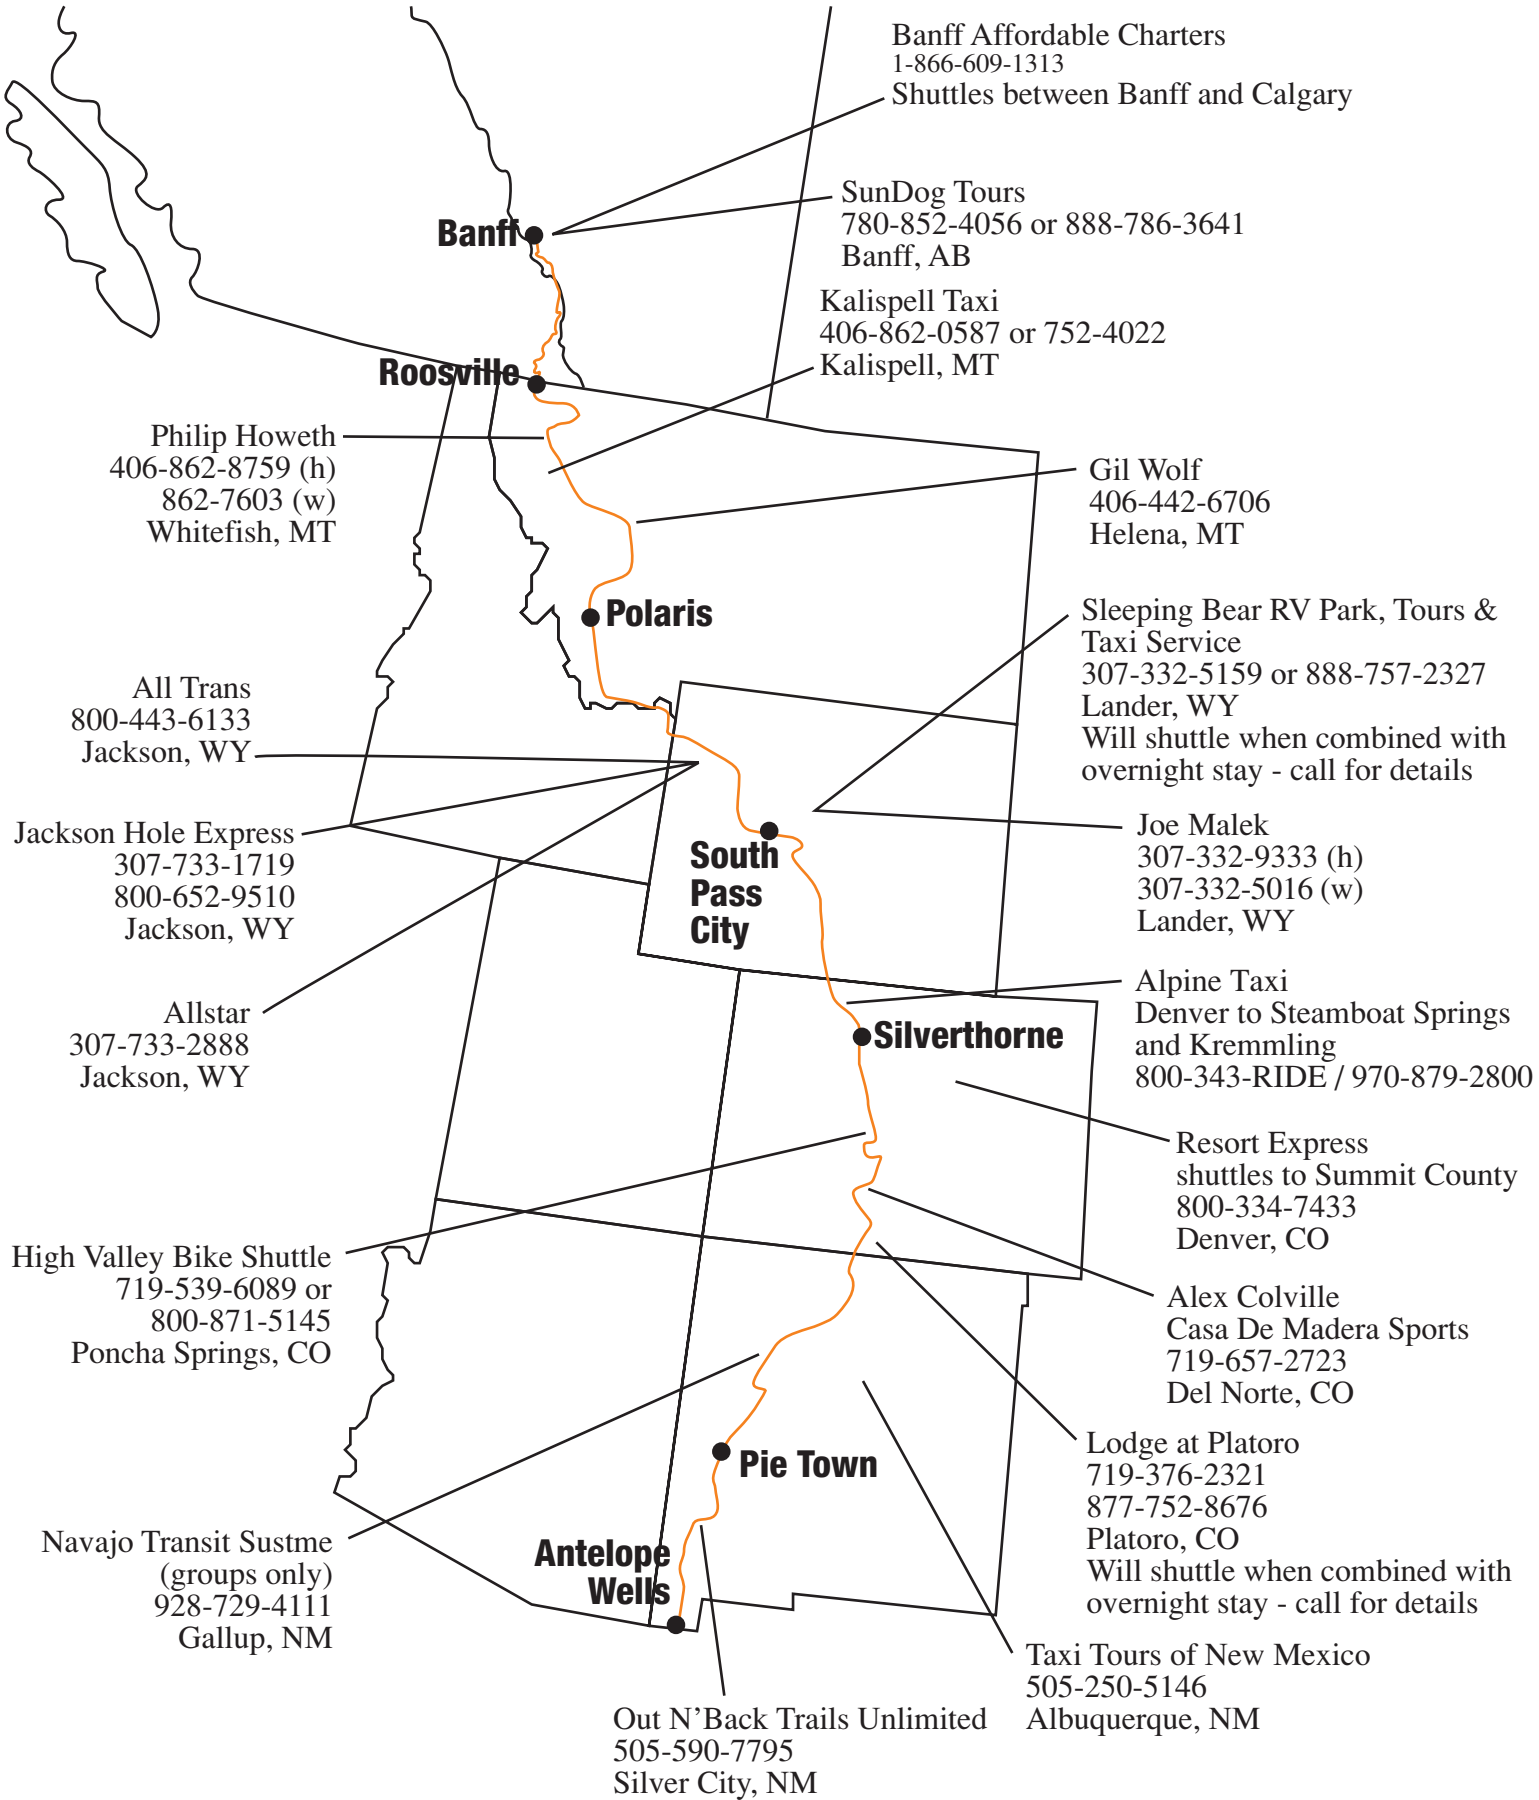 Banff Affordable Charters
1-866-609-1313
Shuttles between Banff and Calgary
SunDog Tours
780-852-4056 or 888-786-3641
Banff, AB
Banff
Kalispell Taxi
406-862-0587 or 752-4022
Kalispell, MT
Roosville
Philip Howeth
406-862-8759 (h)
862-7603 (w)
Whitefish, MT
Gil Wolf
406-442-6706
Helena, MT
Polaris
Sleeping Bear RV Park, Tours &
Taxi Service
307-332-5159 or 888-757-2327
Lander, WY
Will shuttle when combined with
overnight stay - call for details
All Trans
800-443-6133
Jackson, WY
Jackson Hole Express
307-733-1719
800-652-9510
Jackson, WY
South
Pass
City
Joe Malek
307-332-9333 (h)
307-332-5016 (w)
Lander, WY
Allstar
307-733-2888
Jackson, WY
Alpine Taxi
Denver to Steamboat Springs
and Kremmling
800-343-RIDE / 970-879-2800
Silverthorne
Resort Express
shuttles to Summit County
800-334-7433
Denver, CO
High Valley Bike Shuttle
719-539-6089 or
800-871-5145
Poncha Springs, CO
Alex Colville
Casa De Madera Sports
719-657-2723
Del Norte, CO
Lodge at Platoro
719-376-2321
877-752-8676
Platoro, CO
Will shuttle when combined with
overnight stay - call for details
Pie Town
Navajo Transit Sustme
(groups only)
928-729-4111
Gallup, NM
Antelope
Wells
Taxi Tours of New Mexico
505-250-5146
Albuquerque, NM
Out N’Back Trails Unlimited
505-590-7795
Silver City, NM